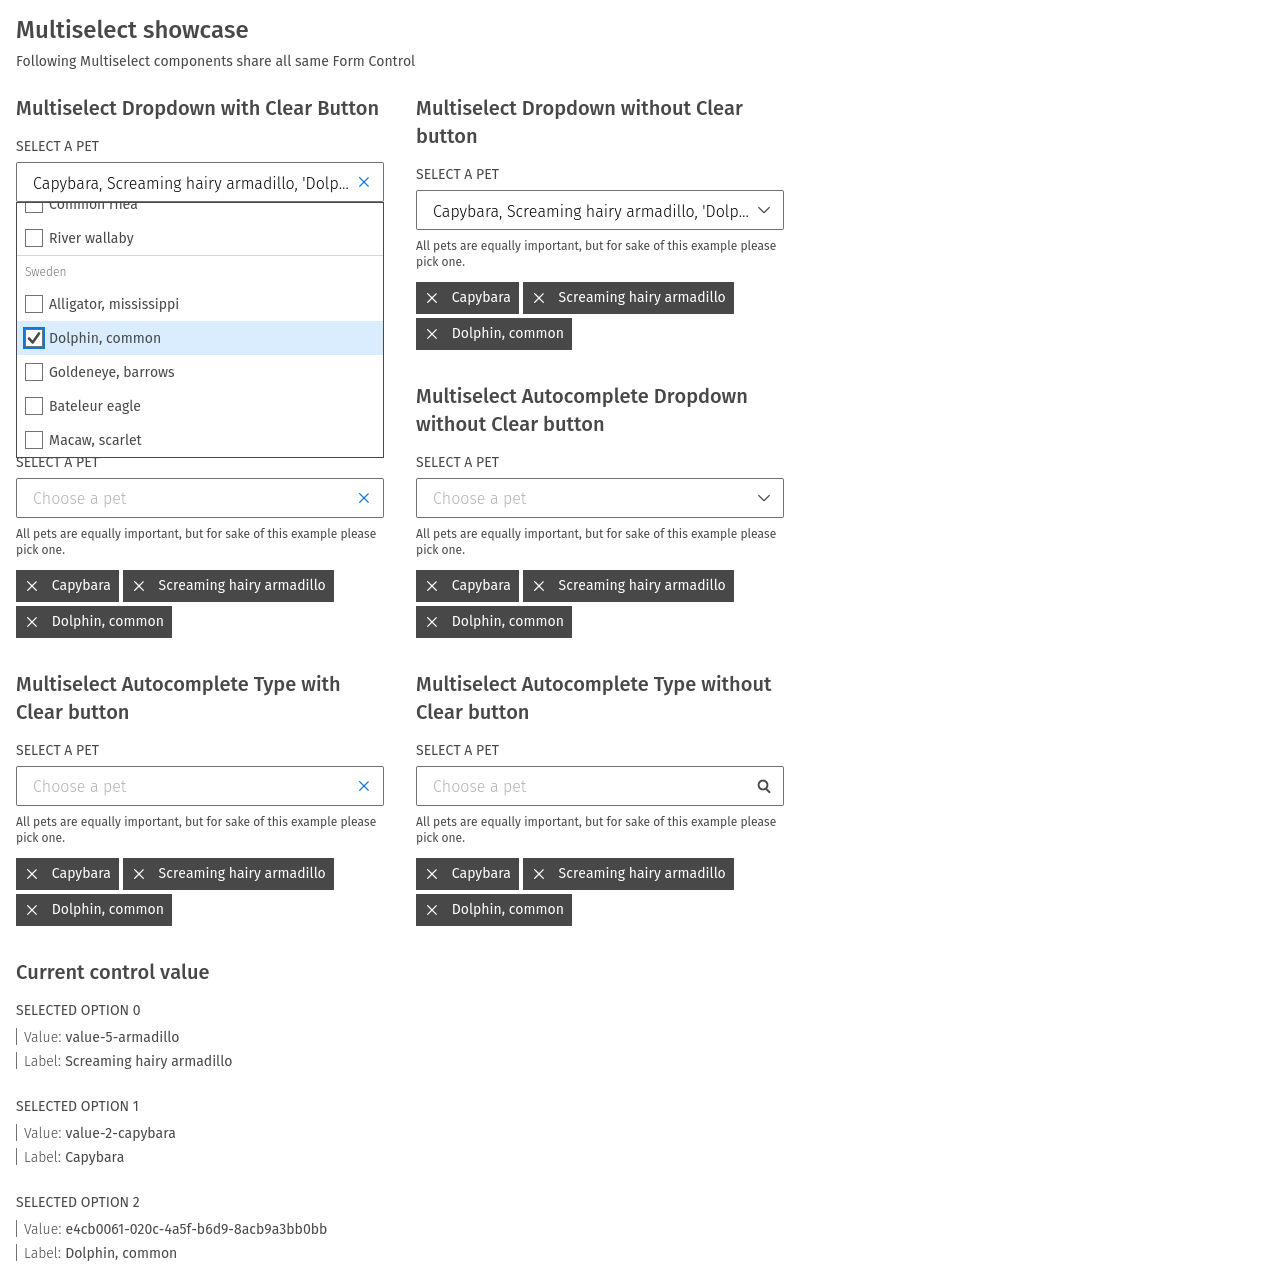 Multiselect showcase
Following Multiselect components share all same Form Control
Multiselect Dropdown with Clear Button
SELECT A PET
Capybara, Screaming hairy armadillo, 'Dolp...
Common rhea
River wallaby
Sweden
Alligator, mississippi
Dolphin, common
Goldeneye, barrows
Bateleur eagle
Macaw, scarlet
Multiselect Dropdown without Clear
button
SELECT A PET
Capybara, Screaming hairy armadillo, 'Dolp...
All pets are equally important, but for sake of this example please
pick one.
Capybara
Screaming hairy armadillo
Dolphin, common
SELECT A PET
Choose a pet
All pets are equally important, but for sake of this example please
pick one.
Capybara
Screaming hairy armadillo
Dolphin, common
Multiselect Autocomplete Dropdown
without Clear button
SELECT A PET
Choose a pet
All pets are equally important, but for sake of this example please
pick one.
Capybara
Screaming hairy armadillo
Dolphin, common
Multiselect Autocomplete Type with
Clear button
SELECT A PET
Choose a pet
All pets are equally important, but for sake of this example please
pick one.
Capybara
Screaming hairy armadillo
Dolphin, common
Multiselect Autocomplete Type without
Clear button
SELECT A PET
Choose a pet
All pets are equally important, but for sake of this example please
pick one.
Capybara
Screaming hairy armadillo
Dolphin, common
Current control value
SELECTED OPTION 0
Value: value-5-armadillo
Label: Screaming hairy armadillo
SELECTED OPTION 1
Value: value-2-capybara
Label: Capybara
SELECTED OPTION 2
Value: e4cb0061-020c-4a5f-b6d9-8acb9a3bb0bb
Label: Dolphin, common